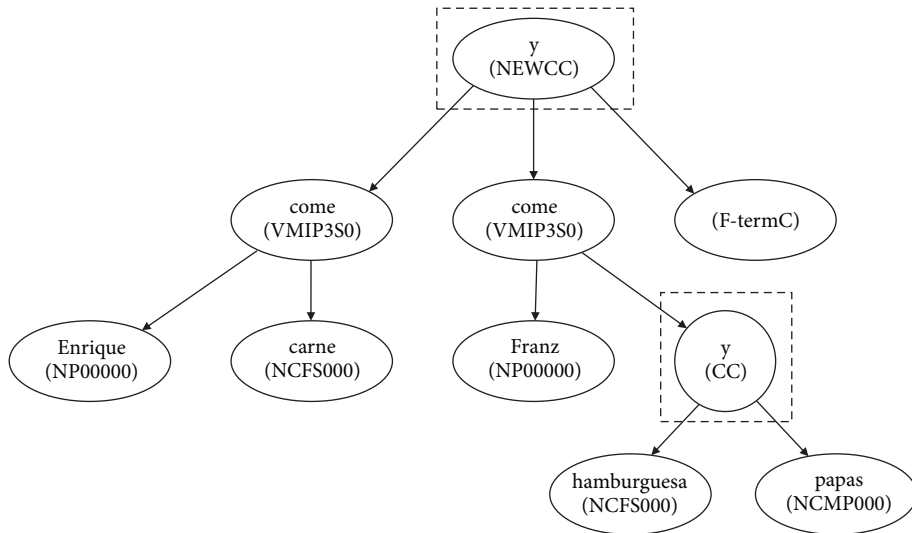 y
(NEWCC)
come
(VMIP3S0)
come
(VMIP3S0)
(F-termC)
Enrique
(NP00000)
carne
(NCFS000)
Franz
(NP00000)
y
(CC)
hamburguesa
(NCFS000)
papas
(NCMP000)